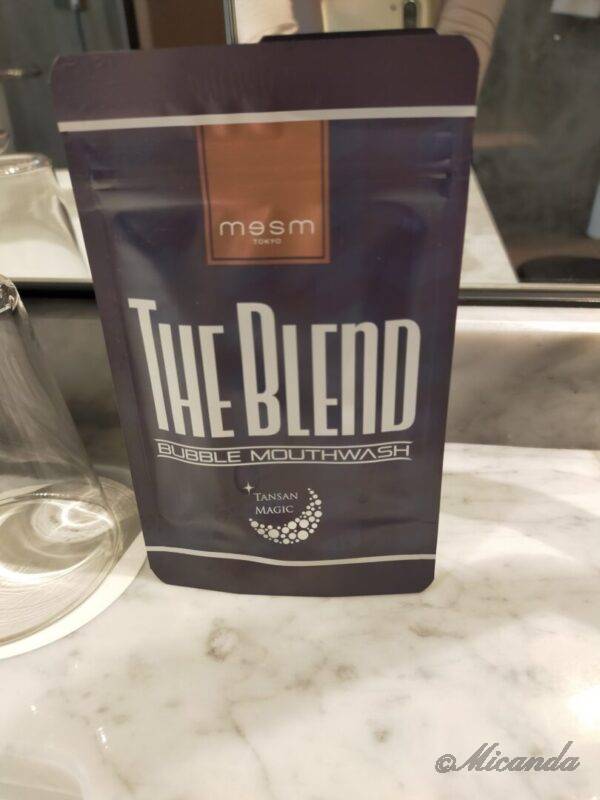 mesm
TOKYO
THE BLEND
BUBBLE MOUTHWASH
TANSAN
MAGIC
©Micanda